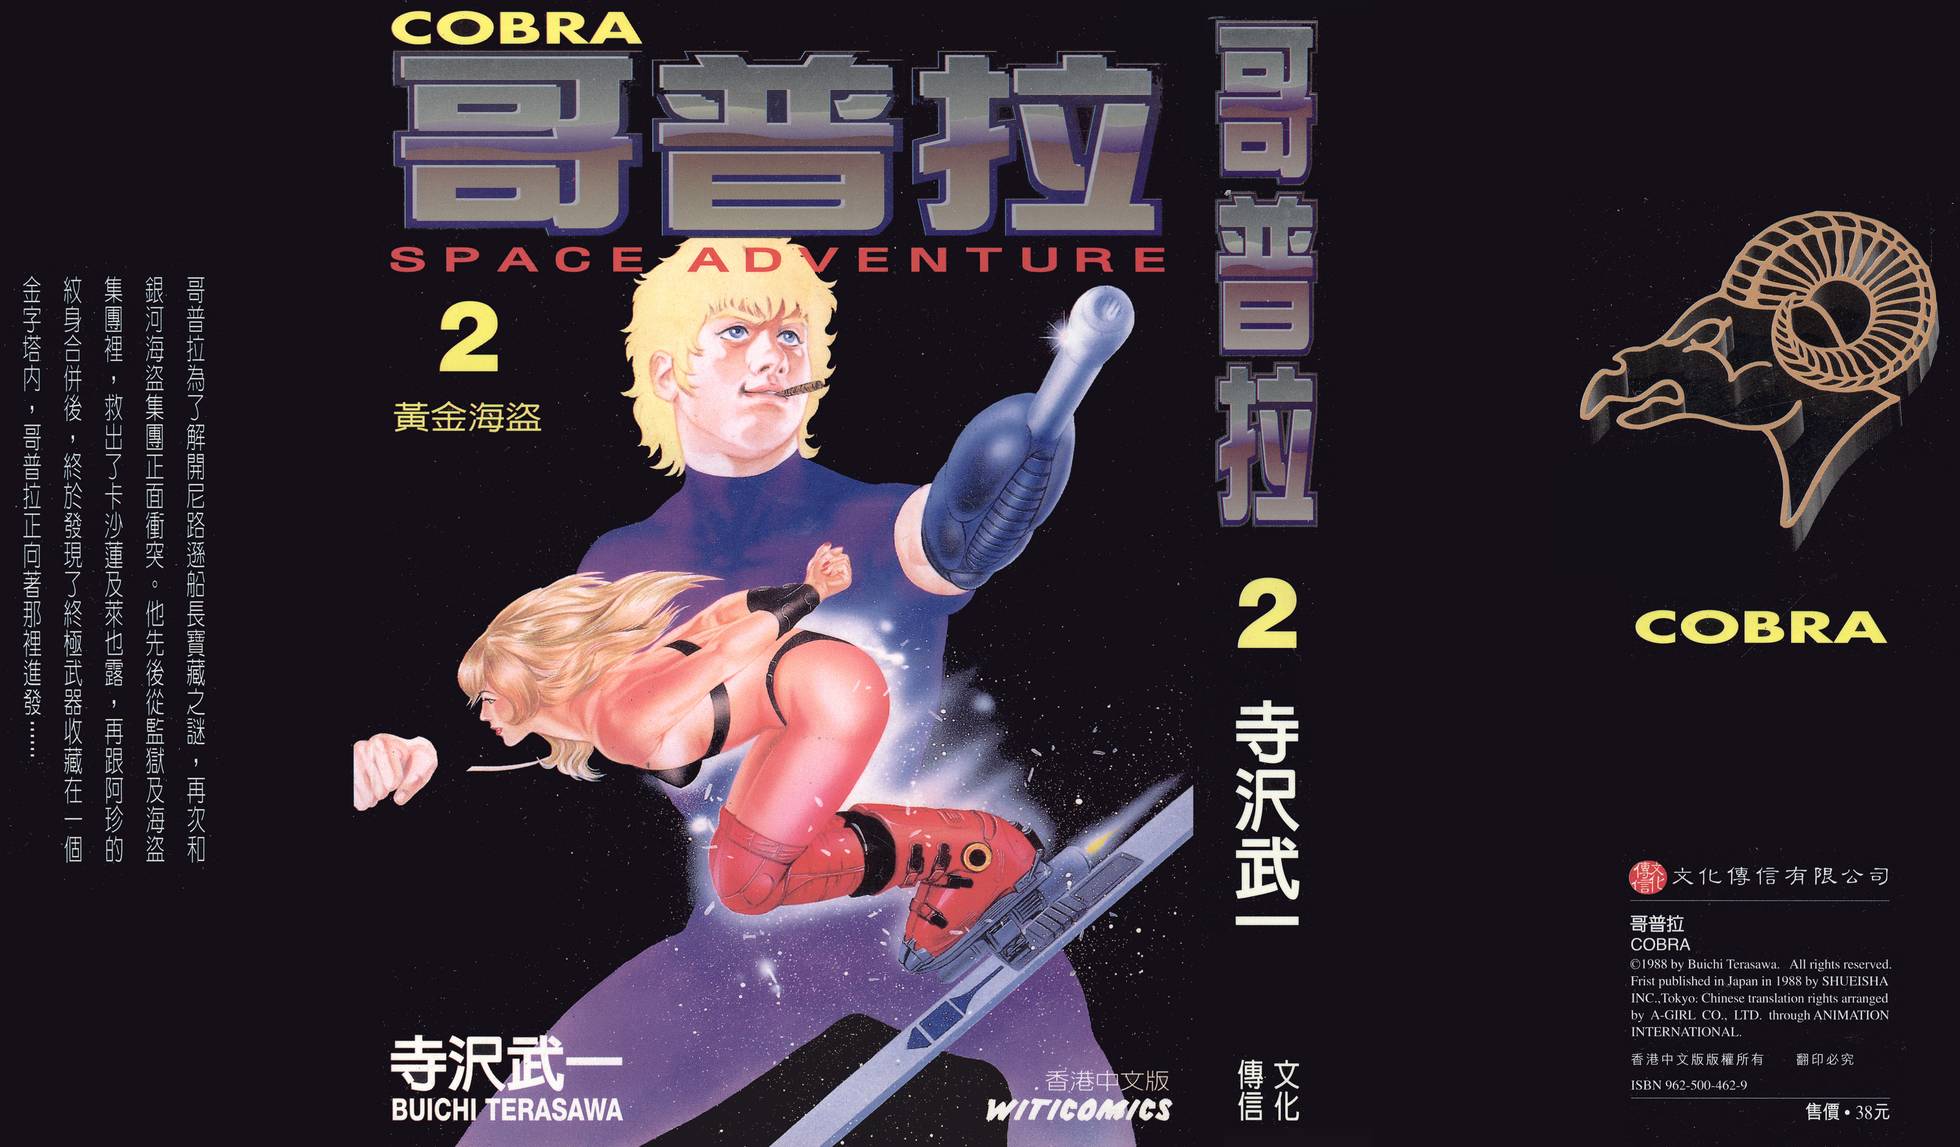 哥普拉為了解開尼路遜船長寶藏之謎，再次和
銀河海盜集團正面衝突。他先後從監獄及海盜
集團裡，救出了卡沙蓮及萊也露，再跟阿珍的
紋身合併後，終於發現了終極武器收藏在一個
金字塔內，哥普拉正向著那裡進發⋯⋯
COBRA
哥普拉
SPACE ADVENTURE
2
黃金海盜
寺沢武一
BUICHI TERASAWA
香港中文版
WITICOMICS
哥普拉
2
寺沢武一
文化
傳信
COBRA
文化
傳信
文化傳信有限公司
哥普拉
COBRA
©1988 by Buichi Terasawa. All rights reserved.
Frist published in Japan in 1988 by SHUEISHA
INC.,Tokyo. Chinese translation rights arranged
by A-GIRL CO., LTD. through ANIMATION
INTERNATIONAL.
香港中文版版權所有 翻印必究
ISBN 962-500-462-9
售價•38元